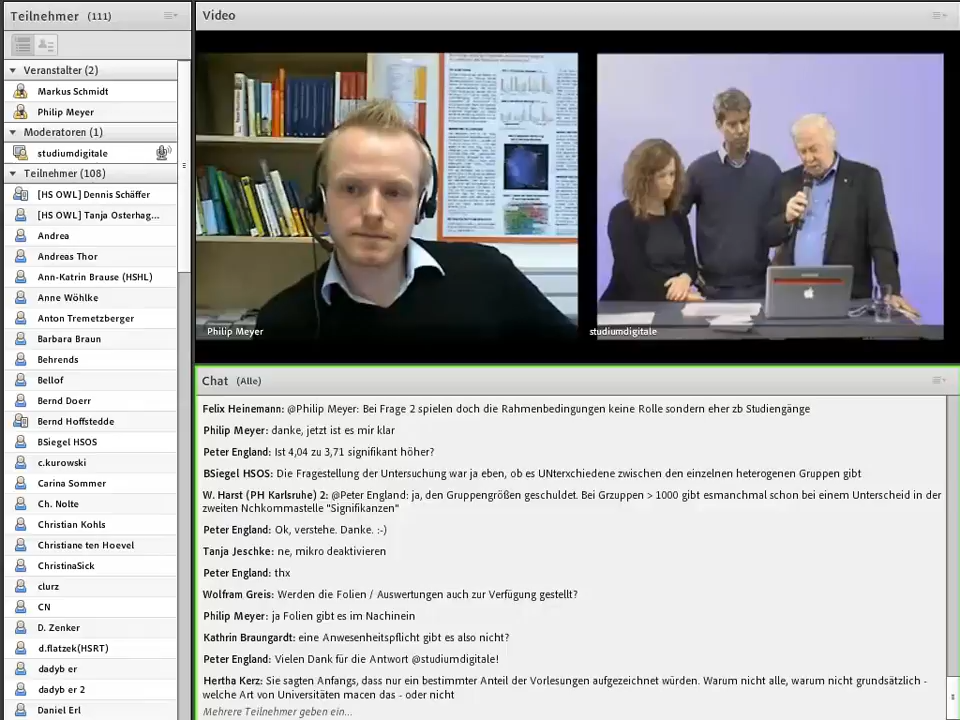 Teilnehmer (111)
Veranstalter (2)
Markus Schmidt
Philip Meyer
Moderatoren (1)
studiumdigitale
Teilnehmer (108)
[HS OWL] Dennis Schäffer
[HS OWL] Tanja Osterhag...
Andrea
Andreas Thor
Ann-Katrin Brause (HSHL)
Anne Wöhlke
Anton Tremetzberger
Barbara Braun
Behrends
Bellof
Bernd Doerr
Bernd Hoffstedde
BSiegel HSOS
c.kurowski
Carina Sommer
Ch. Nolte
Christian Kohls
Christiane ten Hoevel
ChristinaSick
clurz
CN
D. Zenker
d.flatzek(HSRT)
dadyb er
dadyb er 2
Daniel Erl
Video
Philip Meyer
studiumdigitale
Chat (Alle)
Felix Heinemann: @Philip Meyer: Bei Frage 2 spielen doch die Rahmenbedingungen keine Rolle sondern eher zb Studiengänge
Philip Meyer: danke, jetzt ist es mir klar
Peter England: Ist 4,04 zu 3,71 signifikant höher?
BSiegel HSOS: Die Fragestellung der Untersuchung war ja eben, ob es UNterxchiedene zwischen den einzelnen heterogenen Gruppen gibt
W. Harst (PH Karlsruhe) 2: @Peter England: ja, den Gruppengrößen geschuldet. Bei Grzuppen > 1000 gibt esmanchmal schon bei einem Unterscheid in der
zweiten Nchkommastelle "Signifikanzen"
Peter England: Ok, verstehe. Danke. :-)
Tanja Jeschke: ne, mikro deaktivieren
Peter England: thx
Wolfram Greis: Werden die Folien / Auswertungen auch zur Verfügung gestellt?
Philip Meyer: ja Folien gibt es im Nachinein
Kathrin Braungardt: eine Anwesenheitspflicht gibt es also nicht?
Peter England: Vielen Dank für die Antwort @studiumdigitale!
Hertha Kerz: Sie sagten Anfangs, dass nur ein bestimmter Anteil der Vorlesungen aufgezeichnet würden. Warum nicht alle, warum nicht grundsätzlich -
welche Art von Universitäten macen das - oder nicht
Mehrere Teilnehmer geben ein...